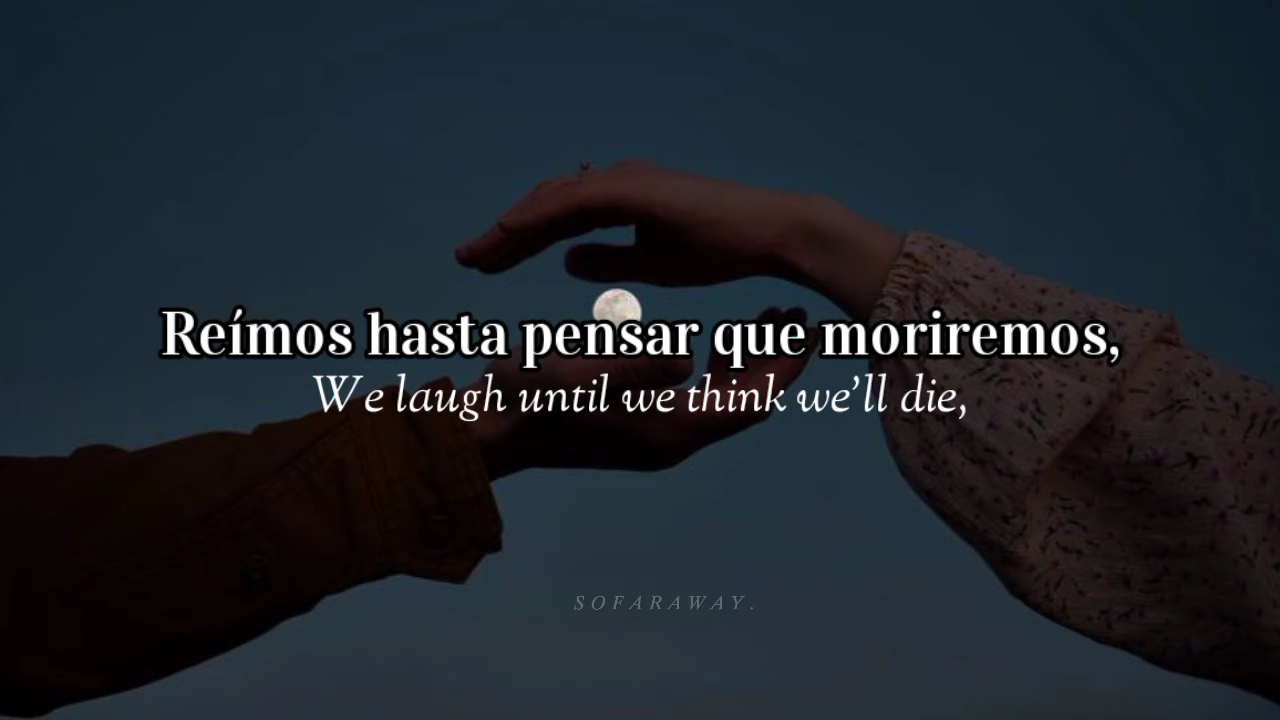 Reímos hasta pensar que moriremos,
We laugh until we think we'll die,
SOFARAWAY.